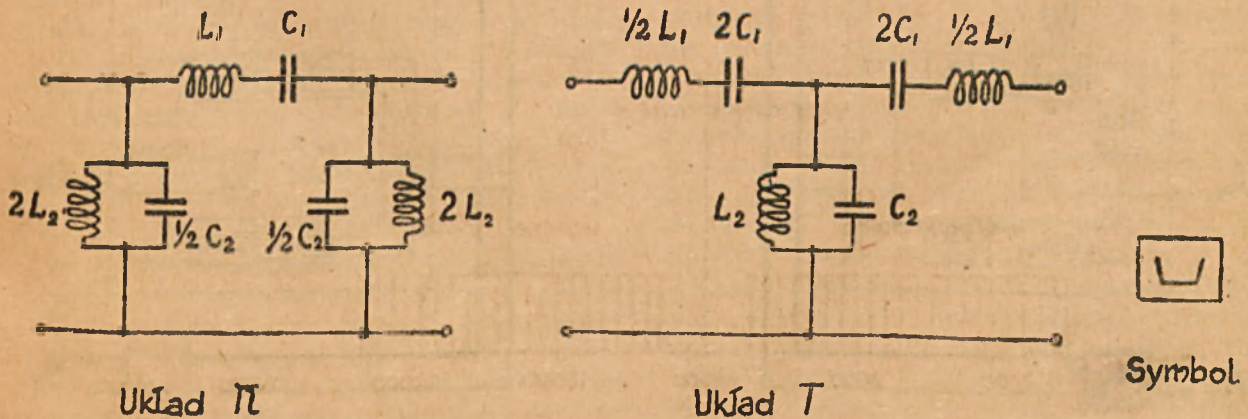 L₁ C₁
½L₁ 2C₁ 2C₁ ½L₁
2L₂ ½C₂ ½C₂ 2L₂
L₂ C₂
Układ π
Układ T
Symbol